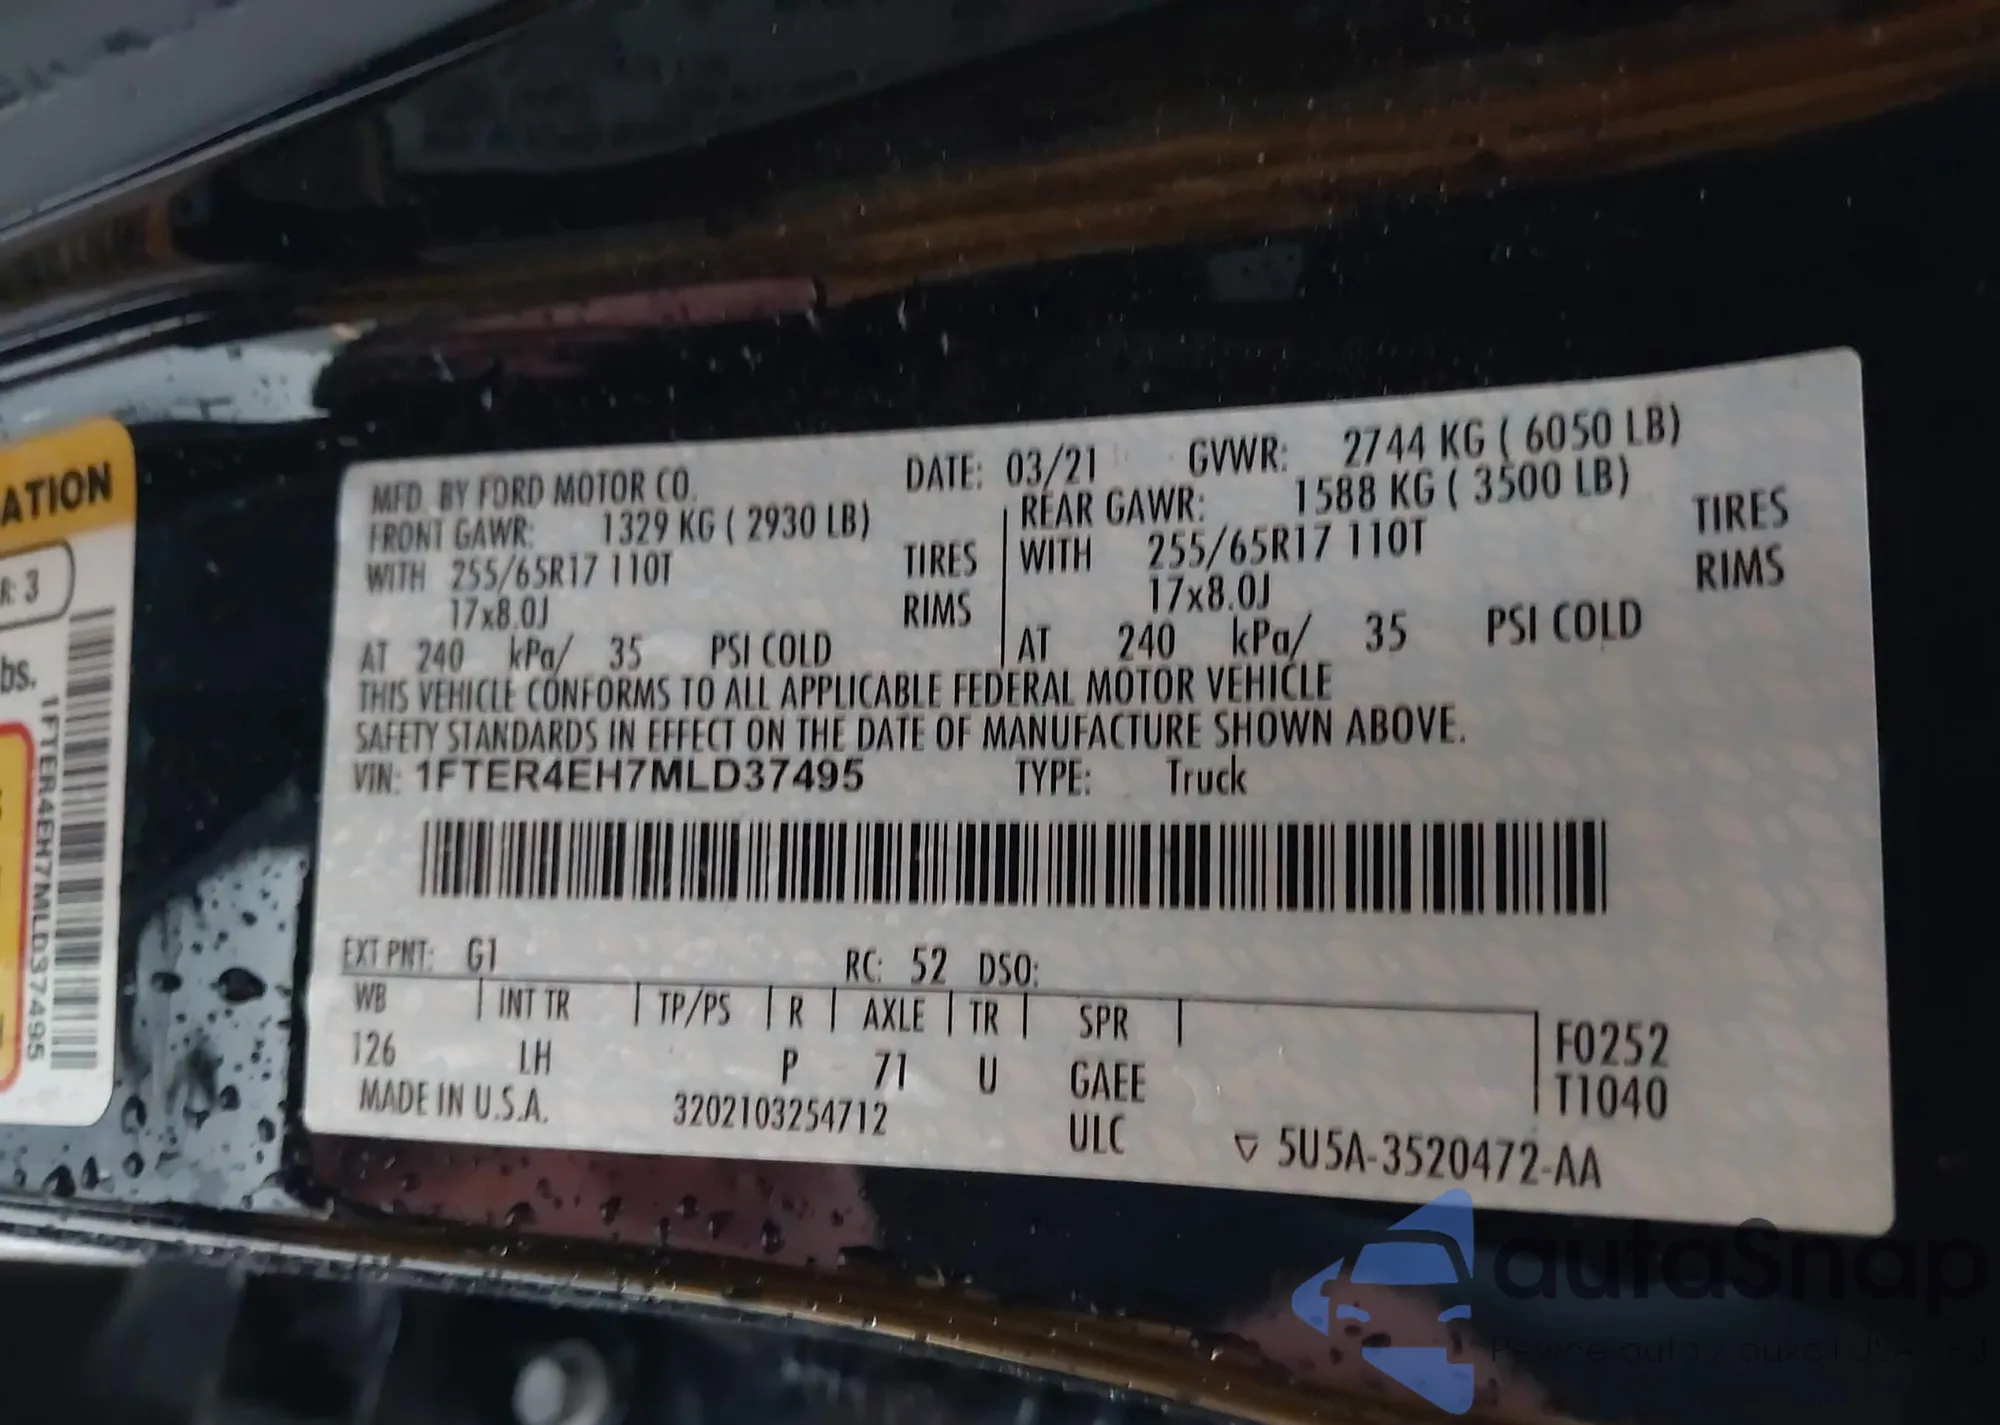 ATION
R: 3
bs.
1FTER4EH7MLD37495
MFD. BY FORD MOTOR CO. DATE: 03/21 GVWR: 2744 KG ( 6050 LB)
FRONT GAWR: 1329 KG ( 2930 LB) REAR GAWR: 1588 KG ( 3500 LB)
WITH 255/65R17 110T TIRES WITH 255/65R17 110T TIRES
17x8.0J RIMS 17x8.0J RIMS
AT 240 kPa/ 35 PSI COLD AT 240 kPa/ 35 PSI COLD
THIS VEHICLE CONFORMS TO ALL APPLICABLE FEDERAL MOTOR VEHICLE
SAFETY STANDARDS IN EFFECT ON THE DATE OF MANUFACTURE SHOWN ABOVE.
VIN: 1FTER4EH7MLD37495 TYPE: Truck
EXT PNT: G1 RC: 52 DSO:
WB INT TR TP/PS R AXLE TR SPR F0252
126 LH P 71 U GAEE T1040
MADE IN U.S.A. 3202103254712 ULC ▽ 5U5A-3520472-AA
autaSnap